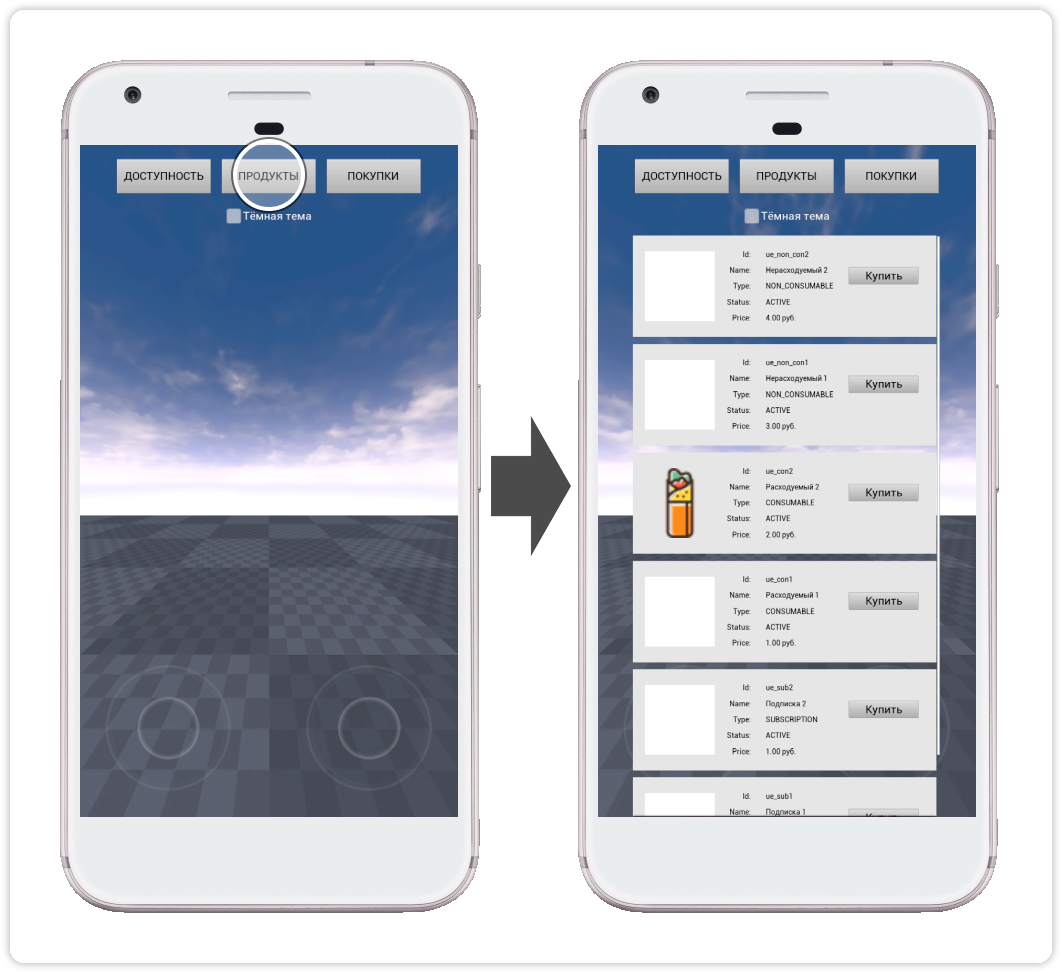 ДОСТУПНОСТЬ ПРОДУКТЫ ПОКУПКИ
Тёмная тема
ДОСТУПНОСТЬ ПРОДУКТЫ ПОКУПКИ
Тёмная тема
Id: ue_non_con2
Name: Нерасходуемый 2
Купить
Type: NON_CONSUMABLE
Status: ACTIVE
Price: 4.00 руб.
Id: ue_non_con1
Name: Нерасходуемый 1
Купить
Type: NON_CONSUMABLE
Status: ACTIVE
Price: 3.00 руб.
Id: ue_con2
Name: Расходуемый 2
Купить
Type: CONSUMABLE
Status: ACTIVE
Price: 2.00 руб.
Id: ue_con1
Name: Расходуемый 1
Купить
Type: CONSUMABLE
Status: ACTIVE
Price: 1.00 руб.
Id: ue_sub2
Name: Подписка 2
Купить
Type: SUBSCRIPTION
Status: ACTIVE
Price: 1.00 руб.
Id: ue_sub1
Name: Подписка 1